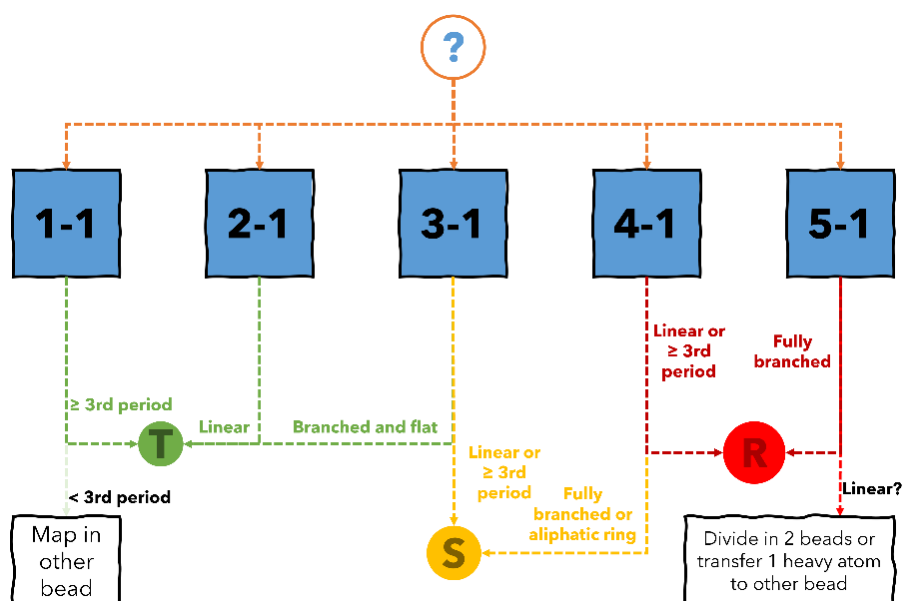 ?
1-1
2-1
3-1
4-1
5-1
Linear or
≥ 3rd
period
Fully
branched
≥ 3rd period
Linear
Branched and flat
T
R
Linear or
≥ 3rd
period
Fully
branched or
aliphatic ring
S
< 3rd period
Linear?
Map in
other
bead
Divide in 2 beads or
transfer 1 heavy atom
to other bead